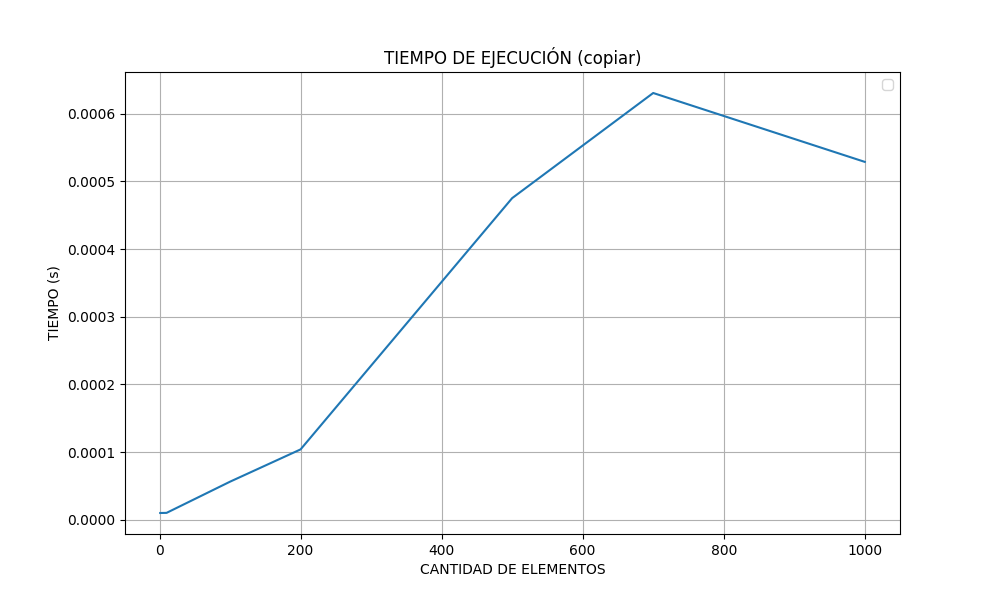 TIEMPO DE EJECUCIÓN (copiar)
0.0006
0.0005
0.0004
0.0003
0.0002
0.0001
0.0000
TIEMPO (s)
0 200 400 600 800 1000
CANTIDAD DE ELEMENTOS